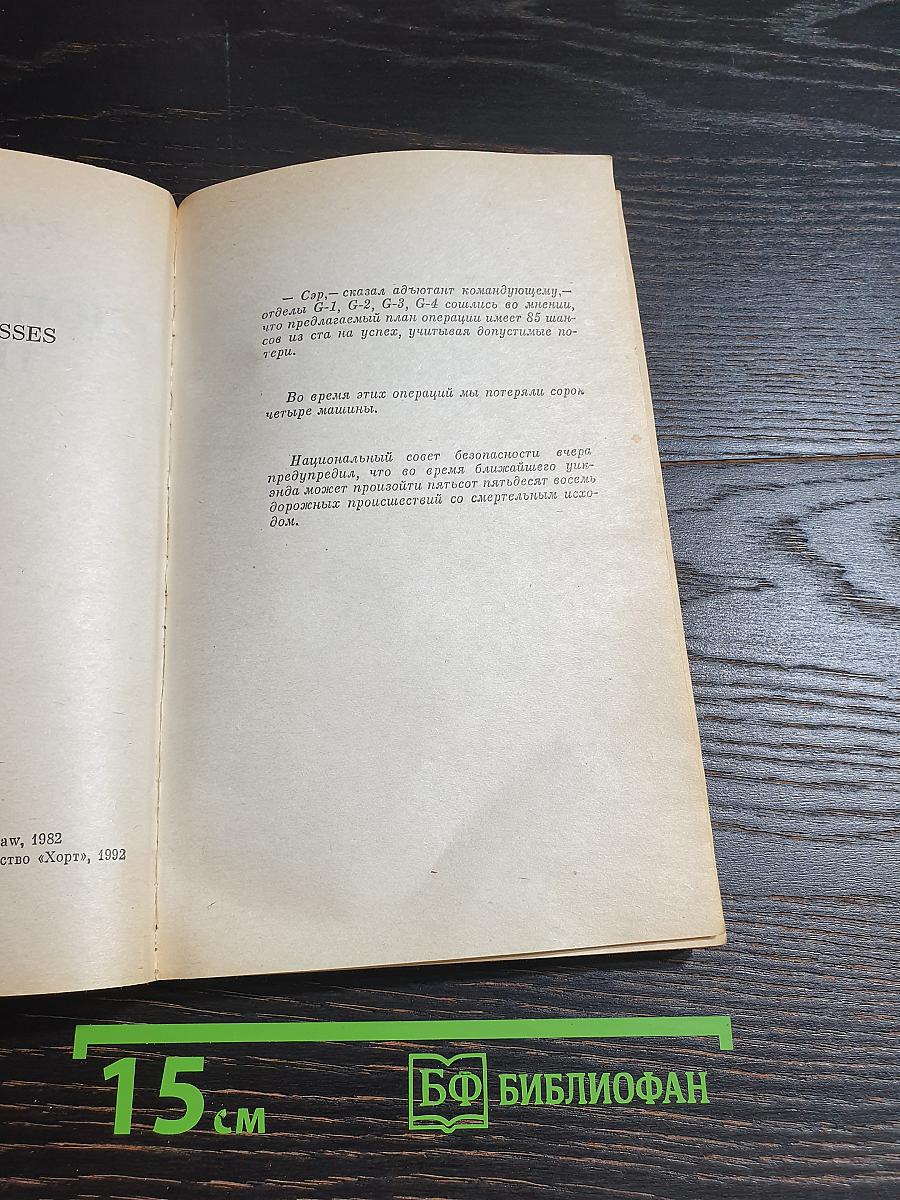 SSES
aw, 1982
ство «Хорт», 1992
— Сэр,— сказал адъютант командующему,—
отделы G-1, G-2, G-3, G-4 сошлись во мнении,
что предлагаемый план операции имеет 85 шан-
сов из ста на успех, учитывая допустимые по-
тери.
Во время этих операций мы потеряли сорок
четыре машины.
Национальный совет безопасности вчера
предупредил, что во время ближайшего уик-
энда может произойти пятьсот пятьдесят восемь
дорожных происшествий со смертельным исхо-
дом.
15 см
БФ БИБЛИОФАН